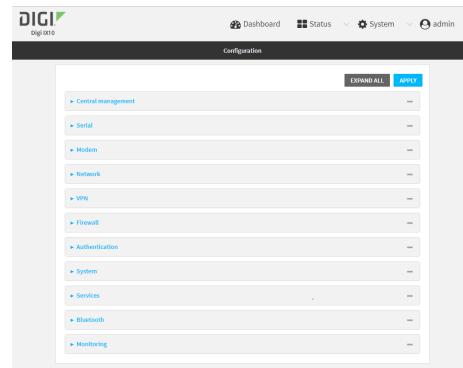 DIGI
Digi IX10
Dashboard Status System admin
Configuration
EXPAND ALL APPLY
Central management
Serial
Modem
Network
VPN
Firewall
Authentication
System
Services
Bluetooth
Monitoring